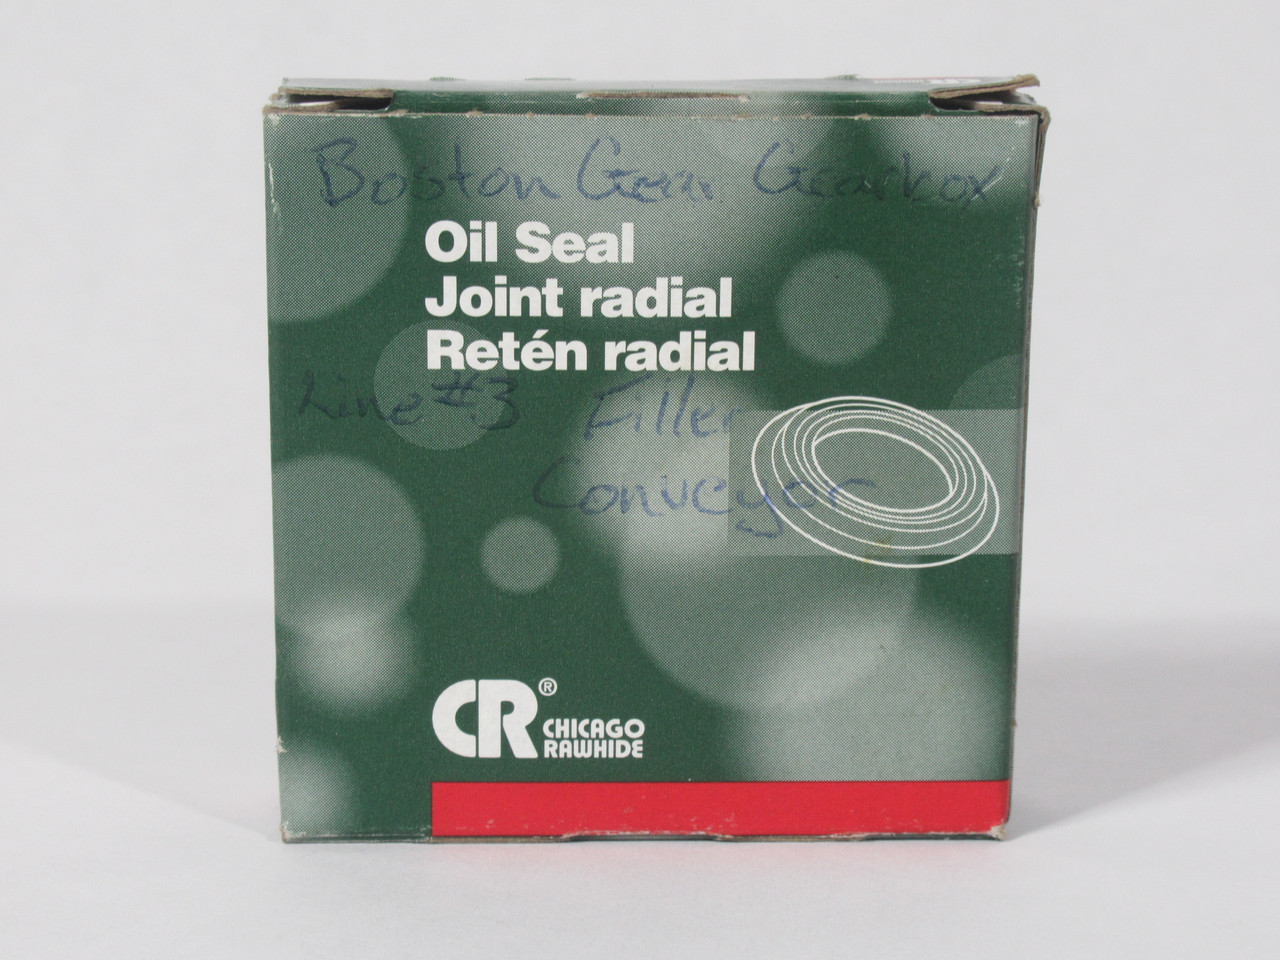 Boston Gear Gearbox
Oil Seal
Joint radial
Retén radial
Line #3 Filler
Conveyor
CR®
CHICAGO
RAWHIDE